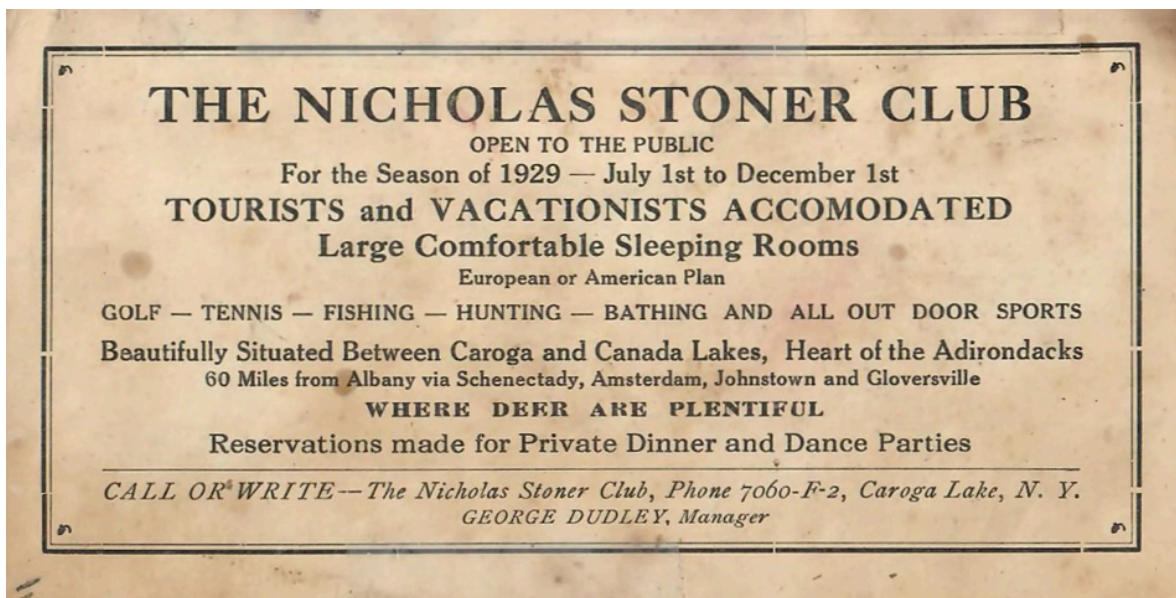 THE NICHOLAS STONER CLUB
OPEN TO THE PUBLIC
For the Season of 1929 — July 1st to December 1st
TOURISTS and VACATIONISTS ACCOMODATED
Large Comfortable Sleeping Rooms
European or American Plan
GOLF — TENNIS — FISHING — HUNTING — BATHING AND ALL OUT DOOR SPORTS
Beautifully Situated Between Caroga and Canada Lakes, Heart of the Adirondacks
60 Miles from Albany via Schenectady, Amsterdam, Johnstown and Gloversville
WHERE DEER ARE PLENTIFUL
Reservations made for Private Dinner and Dance Parties
CALL OR WRITE—The Nicholas Stoner Club, Phone 7060-F-2, Caroga Lake, N. Y.
GEORGE DUDLEY, Manager